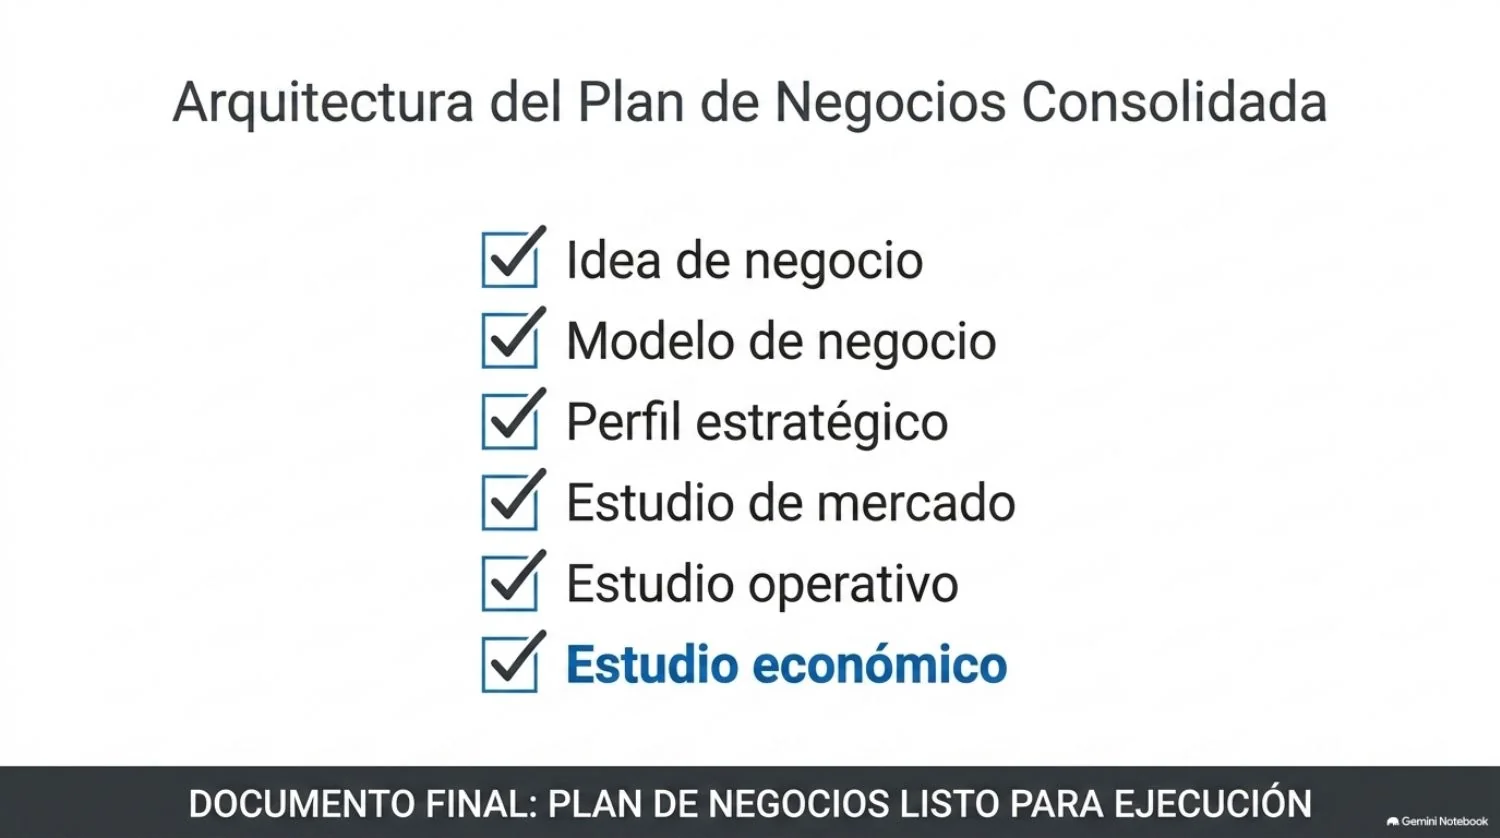 Arquitectura del Plan de Negocios Consolidada
Idea de negocio
Modelo de negocio
Perfil estratégico
Estudio de mercado
Estudio operativo
Estudio económico
DOCUMENTO FINAL: PLAN DE NEGOCIOS LISTO PARA EJECUCIÓN
Gemini Notebook